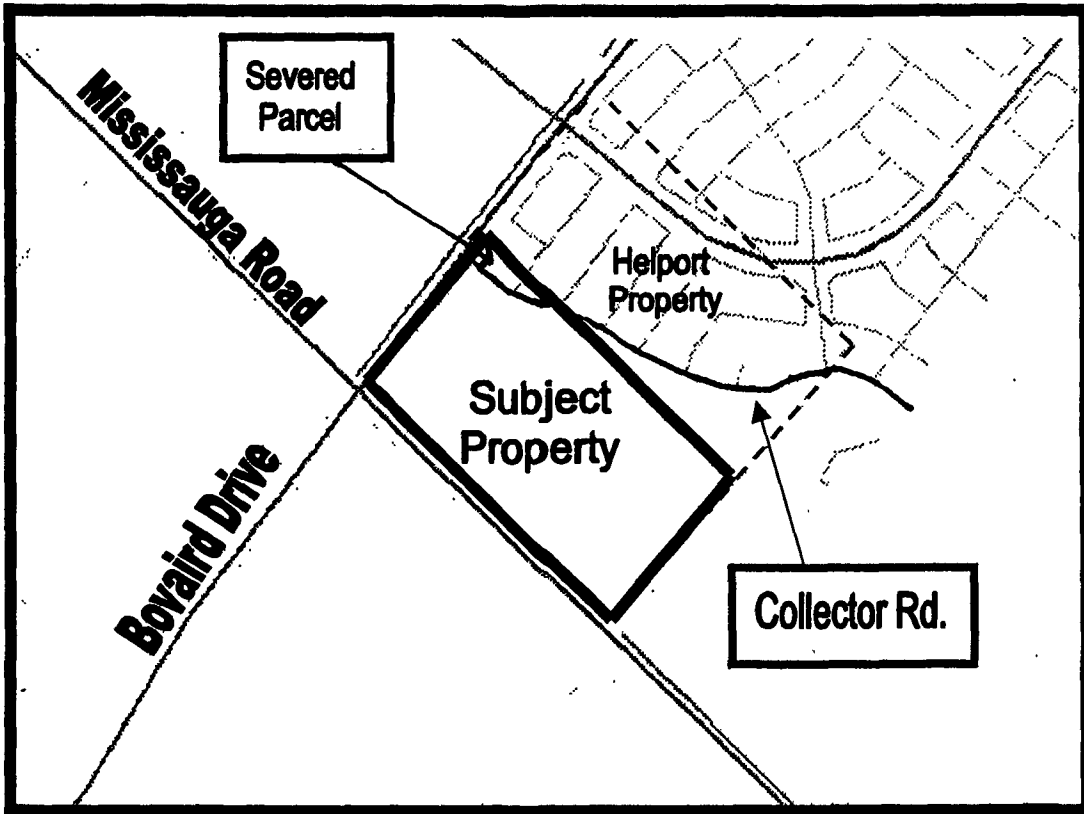 Severed
Parcel
Mississauga Road
Helport
Property
Subject
Property
Bovaird Drive
Collector Rd.